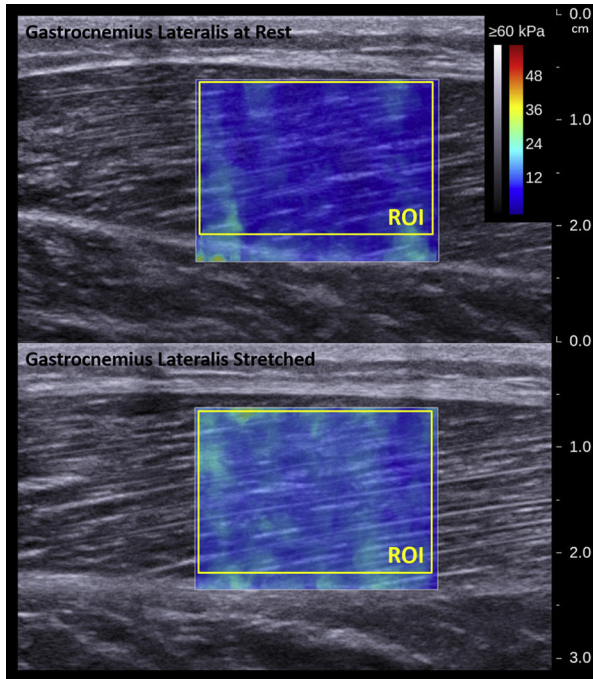 Gastrocnemius Lateralis at Rest
≥60 kPa
48
36
24
12
0.0
cm
1.0
2.0
ROI
Gastrocnemius Lateralis Stretched
0.0
1.0
2.0
3.0
ROI